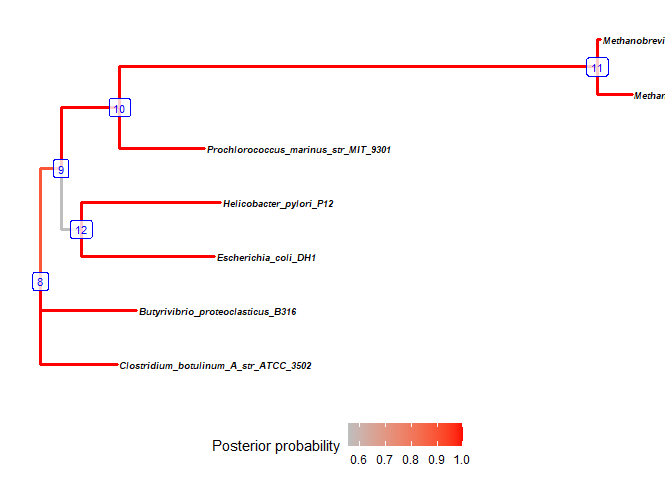 Methanobrevi
11
Methan
10
Prochlorococcus_marinus_str_MIT_9301
9
Helicobacter_pylori_P12
12
Escherichia_coli_DH1
8
Butyrivibrio_proteoclasticus_B316
Clostridium_botulinum_A_str_ATCC_3502
Posterior probability
0.6 0.7 0.8 0.9 1.0